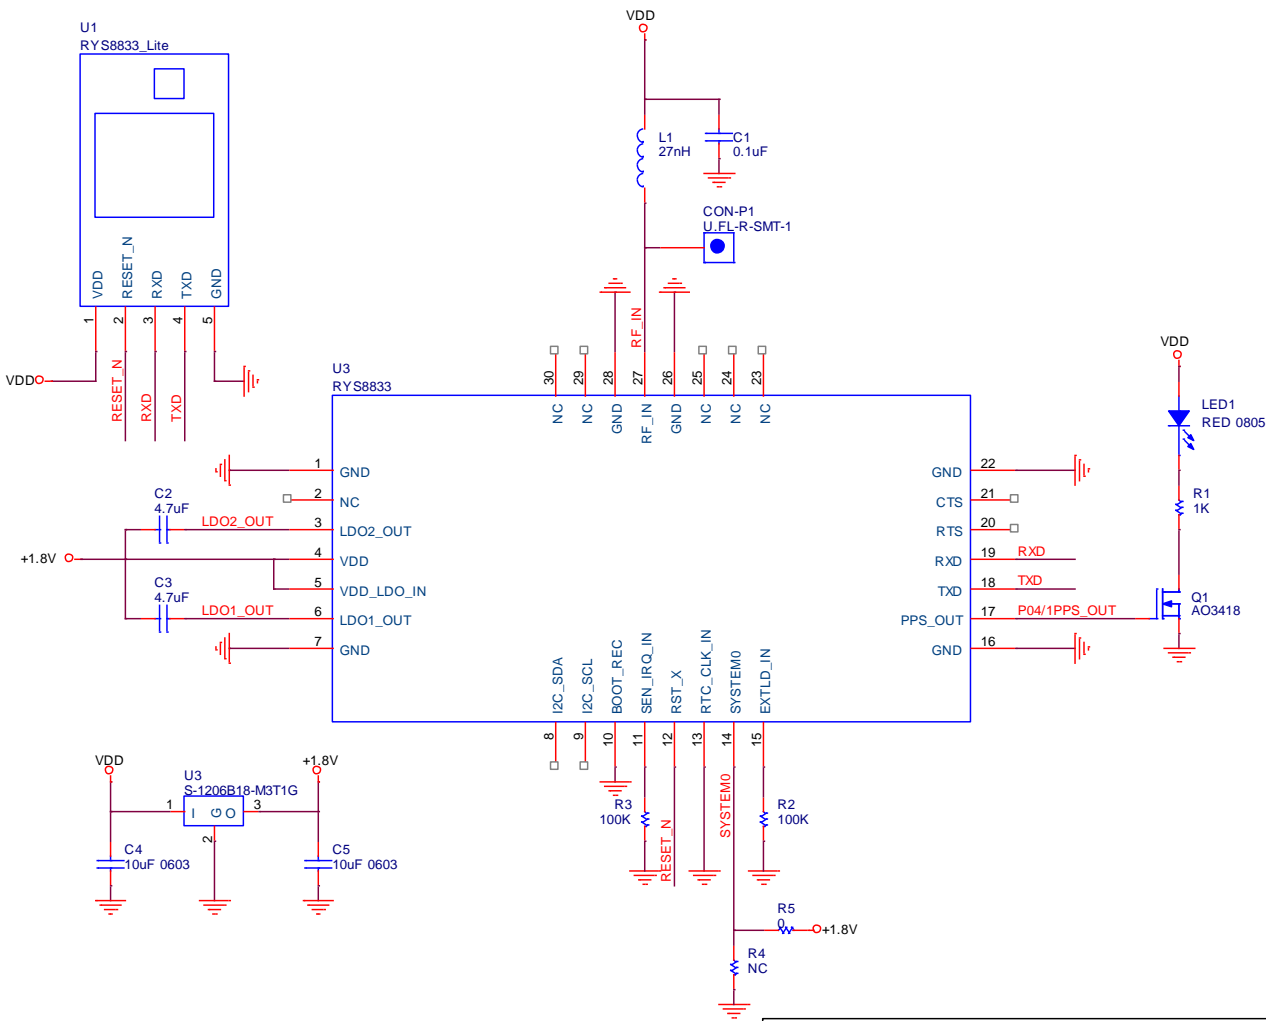 U1
RYS8833_Lite
VDD
RESET_N
RXD
TXD
GND
1
2
3
4
5
VDD
RESET_N
RXD
TXD
VDD
L1
27nH
C1
0.1uF
CON-P1
U.FL-R-SMT-1
RF_IN
U3
RYS8833
30
29
28
27
26
25
24
23
NC
NC
GND
RF_IN
GND
NC
NC
NC
1
GND
2
NC
3
LDO2_OUT
4
VDD
5
VDD_LDO_IN
6
LDO1_OUT
7
GND
C2
4.7uF
LDO2_OUT
+1.8V
C3
4.7uF
LDO1_OUT
GND
22
CTS
21
RTS
20
RXD
19
RXD
TXD
18
TXD
PPS_OUT
17
P04/1PPS_OUT
GND
16
VDD
LED1
RED 0805
R1
1K
Q1
AO3418
I2C_SDA
I2C_SCL
BOOT_REC
SEN_IRQ_IN
RST_X
RTC_CLK_IN
SYSTEM0
EXTLD_IN
8
9
10
11
12
13
14
15
R3
100K
RESET_N
SYSTEM0
R2
100K
R5
0
+1.8V
R4
NC
VDD
+1.8V
U3
S-1206B18-M3T1G
1
I
G
O
3
2
C4
10uF 0603
C5
10uF 0603